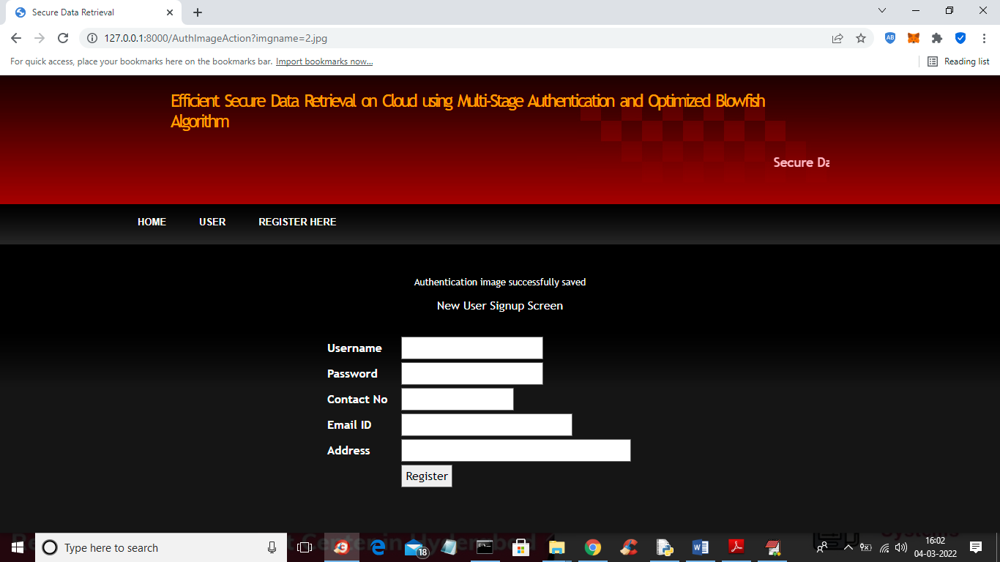 Secure Data Retrieval
127.0.0.1:8000/AuthImageAction?imgname=2.jpg
AB
For quick access, place your bookmarks here on the bookmarks bar. Import bookmarks now...
Reading list
Efficient Secure Data Retrieval on Cloud using Multi-Stage Authentication and Optimized Blowfish
Algorithm
Secure Da
HOME USER REGISTER HERE
Authentication image successfully saved
New User Signup Screen
Username
Password
Contact No
Email ID
Address
Register
Type here to search
18
16:02
04-03-2022